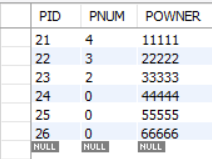 PID PNUM POWNER
21 4 11111
22 3 22222
23 2 33333
24 0 44444
25 0 55555
26 0 66666
NULL NULL NULL